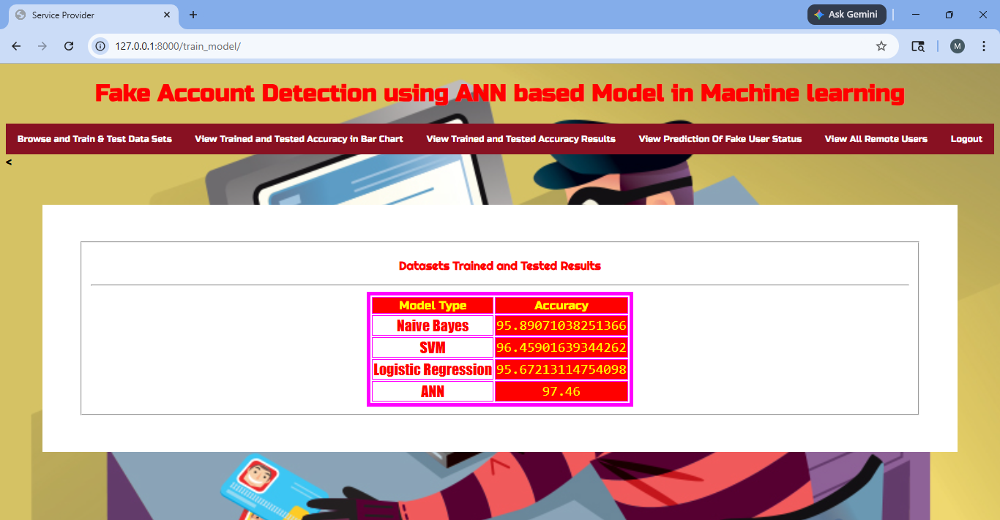 Service Provider
Ask Gemini
127.0.0.1:8000/train_model/
M
Fake Account Detection using ANN based Model in Machine learning
Browse and Train & Test Data Sets View Trained and Tested Accuracy in Bar Chart View Trained and Tested Accuracy Results View Prediction Of Fake User Status View All Remote Users Logout
<
Datasets Trained and Tested Results
Model Type Accuracy
Naive Bayes 95.89071038251366
SVM 96.45901639344262
Logistic Regression 95.67213114754098
ANN 97.46